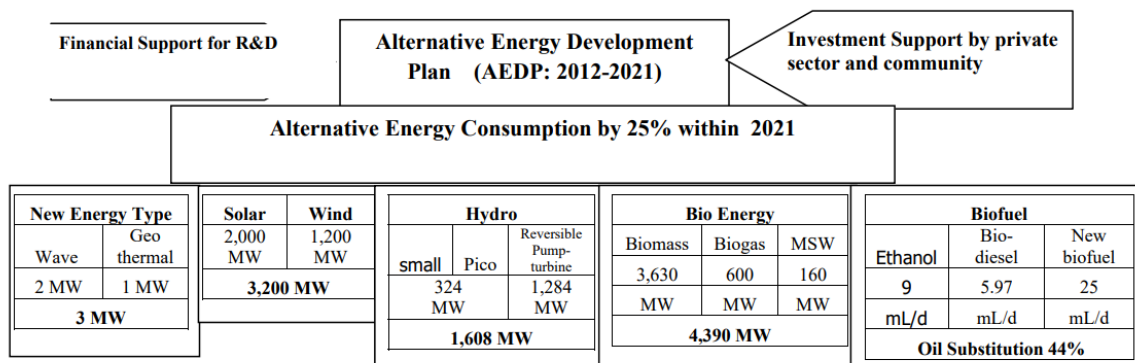 Financial Support for R&D
Alternative Energy Development
Plan (AEDP: 2012-2021)
Investment Support by private
sector and community
Alternative Energy Consumption by 25% within 2021
New Energy Type
Wave
Geo
thermal
2 MW
1 MW
3 MW
Solar
Wind
2,000
MW
1,200
MW
3,200 MW
Hydro
small
Pico
Reversible
Pump-
turbine
324
MW
1,284
MW
1,608 MW
Bio Energy
Biomass
Biogas
MSW
3,630
600
160
MW
MW
MW
4,390 MW
Biofuel
Ethanol
Bio-
diesel
New
biofuel
9
5.97
25
mL/d
mL/d
mL/d
Oil Substitution 44%